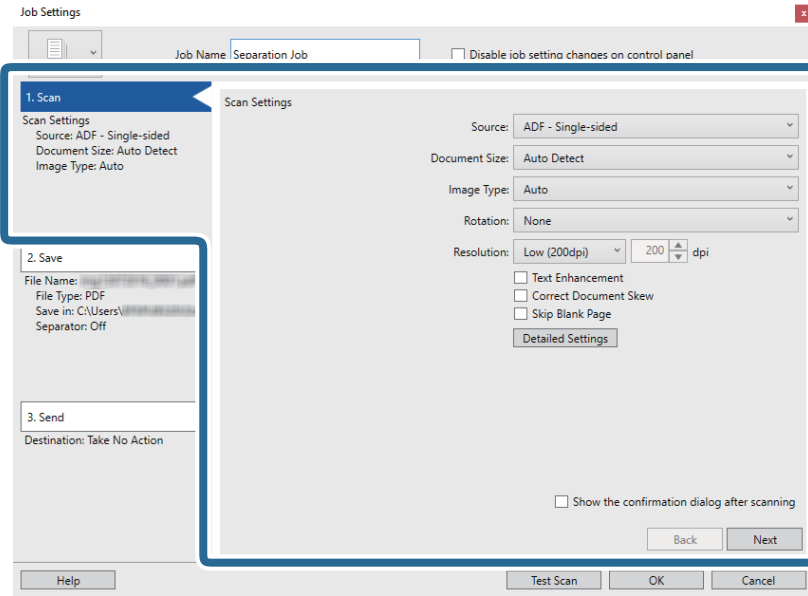 Job Settings
x
Job Name Separation Job Disable job setting changes on control panel
1. Scan
Scan Settings
Source: ADF - Single-sided
Document Size: Auto Detect
Image Type: Auto
2. Save
File Name:
File Type: PDF
Save in: C:\Users\
Separator: Off
3. Send
Destination: Take No Action
Scan Settings
Source: ADF - Single-sided
Document Size: Auto Detect
Image Type: Auto
Rotation: None
Resolution: Low (200dpi) 200 dpi
Text Enhancement
Correct Document Skew
Skip Blank Page
Detailed Settings
Show the confirmation dialog after scanning
Back Next
Help Test Scan OK Cancel